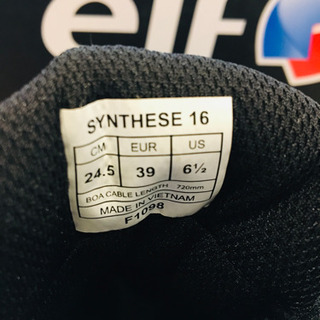 elf
SYNTHESE 16
CM EUR US
24.5 39 6½
BOA CABLE LENGTH 720mm
MADE IN VIETNAM
F1098